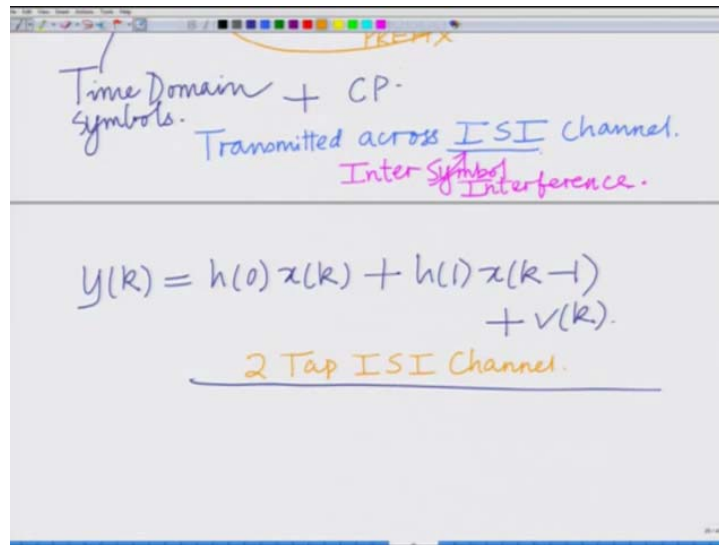 PREFIX
Time Domain + CP.
Symbols.
Transmitted across ISI Channel.
Inter Symbol
Interference.
y(k) = h(0) x(k) + h(1) x(k-1)
+ v(k).
2 Tap ISI Channel.